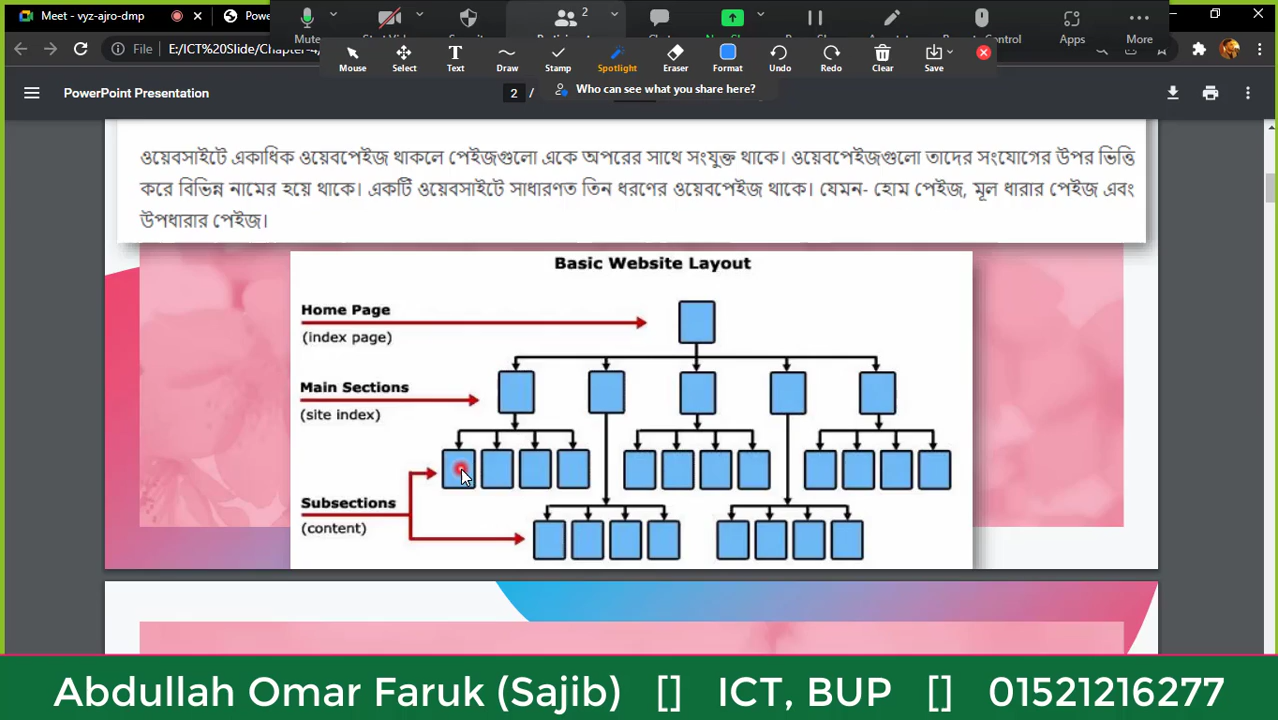 Meet - vyz-ajro-dmp
Pow
2
Mute
More
Apps
File
E:/ICT%20Slide/Chapter-4
Mouse
Select
Text
Draw
Stamp
Spotlight
Eraser
Format
Undo
Redo
Clear
Save
Who can see what you share here?
PowerPoint Presentation
2 /
ওয়েবসাইটে একাধিক ওয়েবপেইজ থাকলে পেইজগুলো একে অপরের সাথে সংযুক্ত থাকে। ওয়েবপেইজগুলো তাদের সংযোগের উপর ভিত্তি
করে বিভিন্ন নামের হয়ে থাকে। একটি ওয়েবসাইটে সাধারণত তিন ধরণের ওয়েবপেইজ থাকে। যেমন- হোম পেইজ, মূল ধারার পেইজ এবং
উপধারার পেইজ।
Basic Website Layout
Home Page
(index page)
Main Sections
(site index)
Subsections
(content)
Abdullah Omar Faruk (Sajib) [] ICT, BUP [] 01521216277